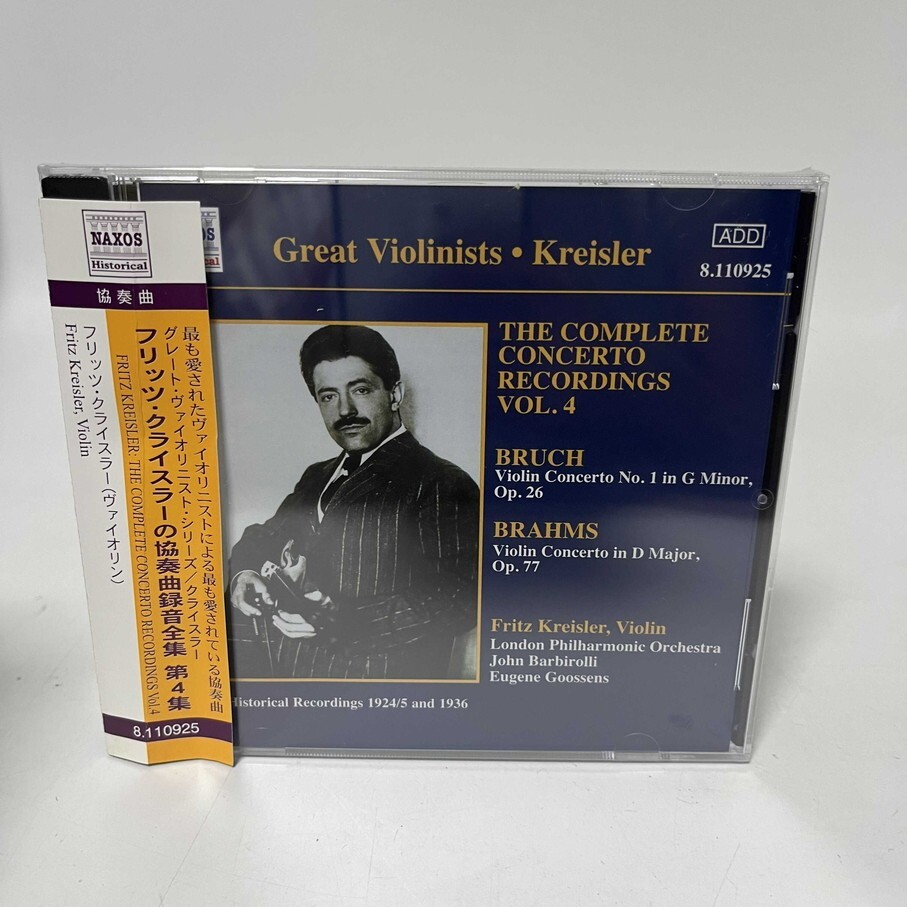 NAXOS
Historical
協奏曲
フリッツ・クライスラー(ヴァイオリン)
Fritz Kreisler, Violin
最も愛されたヴァイオリニストによる最も愛されている協奏曲
グレート・ヴァイオリニスト・シリーズ/クライスラー
フリッツ・クライスラーの協奏曲録音全集 第4集
FRITZ KREISLER: THE COMPLETE CONCERTO RECORDINGS Vol.4
8.110925
Great Violinists • Kreisler
ADD
8.110925
THE COMPLETE
CONCERTO
RECORDINGS
VOL. 4
BRUCH
Violin Concerto No. 1 in G Minor,
Op. 26
BRAHMS
Violin Concerto in D Major,
Op. 77
Fritz Kreisler, Violin
London Philharmonic Orchestra
John Barbirolli
Eugene Goossens
Historical Recordings 1924/5 and 1936